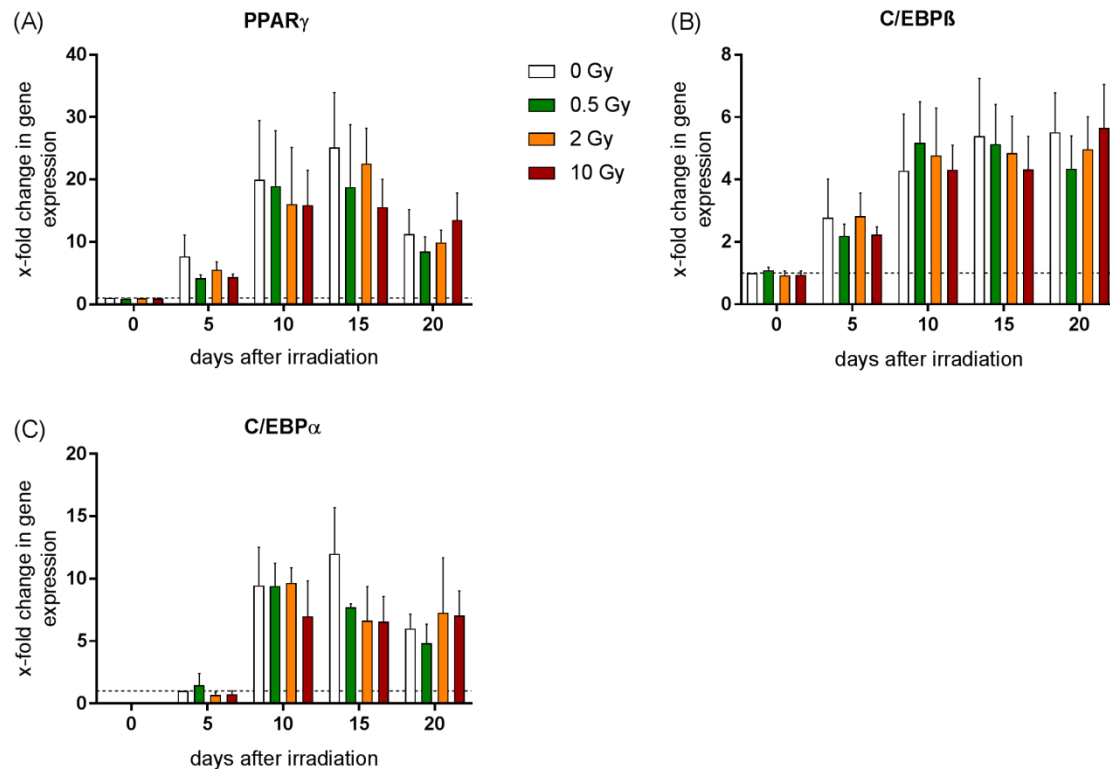 (A)
PPARγ
x-fold change in gene
expression
40
30
20
10
0
0 5 10 15 20
days after irradiation
0 Gy
0.5 Gy
2 Gy
10 Gy
(B)
C/EBPß
x-fold change in gene
expression
8
6
4
2
0
0 5 10 15 20
days after irradiation
(C)
C/EBPα
x-fold change in gene
expression
20
15
10
5
0
0 5 10 15 20
days after irradiation